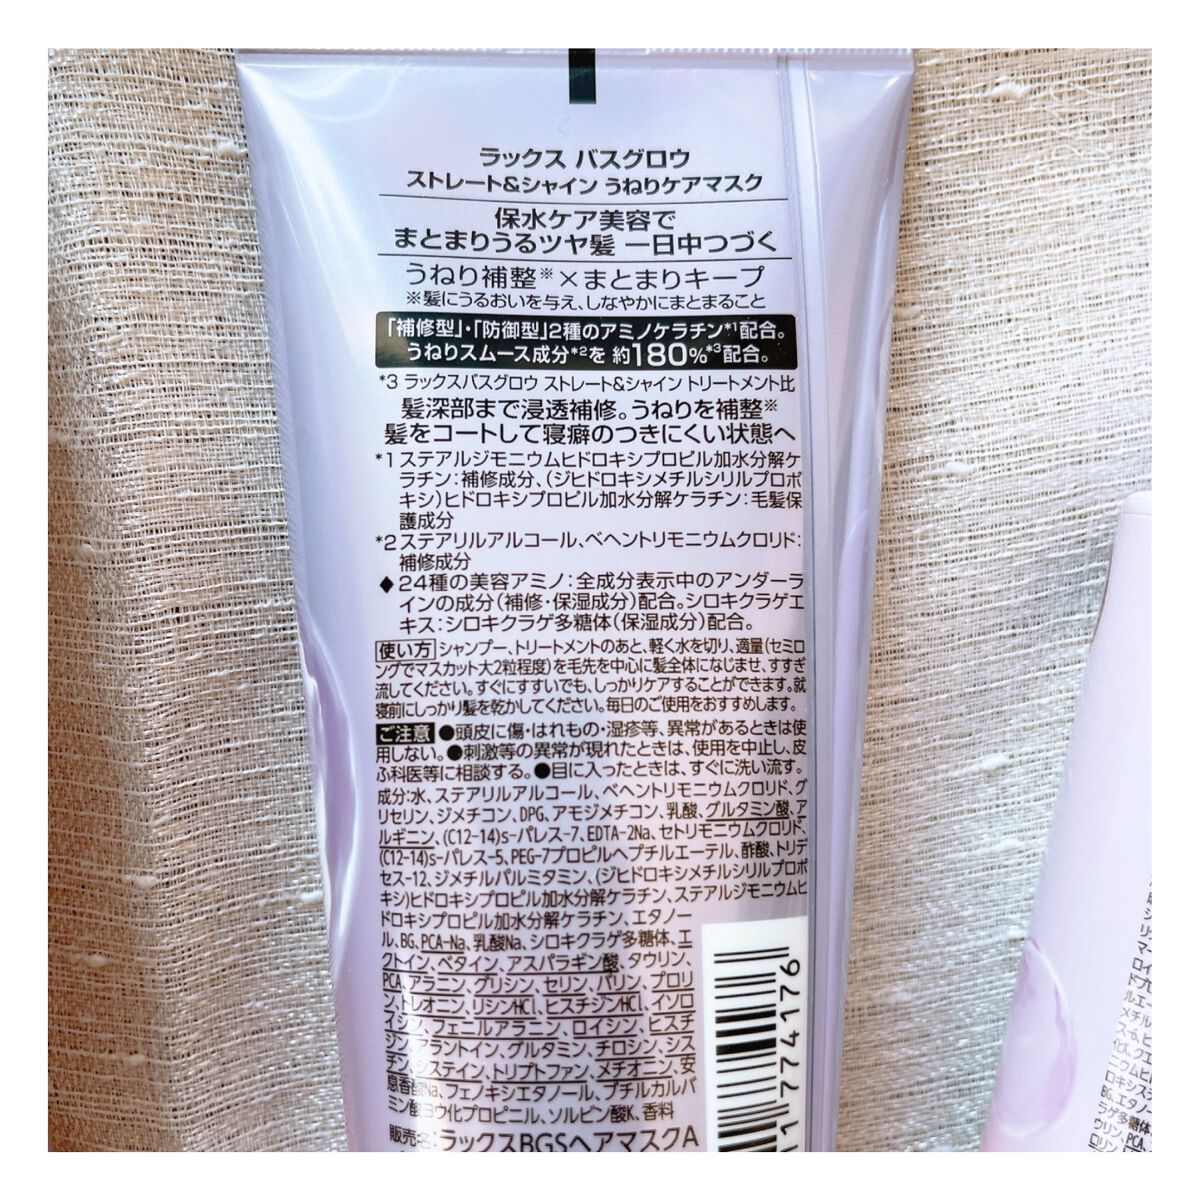 ラックス バスグロウ
ストレート&シャイン うねりケアマスク
保水ケア美容で
まとまりうるツヤ髪 一日中つづく
うねり補整※×まとまりキープ
※髪にうるおいを与え、しなやかにまとまること
「補修型」・「防御型」2種のアミノケラチン*1配合。
うねりスムース成分*2を 約180%*3配合。
*3 ラックスバスグロウ ストレート&シャイン トリートメント比
髪深部まで浸透補修。うねりを補整※
髪をコートして寝癖のつきにくい状態へ
*1 ステアルジモニウムヒドロキシプロピル加水分解ケ
ラチン:補修成分、(ジヒドロキシメチルシリルプロポ
キシ)ヒドロキシプロピル加水分解ケラチン:毛髪保
護成分
*2 ステアリルアルコール、ベヘントリモニウムクロリド:
補修成分
◆24種の美容アミノ:全成分表示中のアンダーラ
インの成分(補修・保湿成分)配合。シロキクラゲエ
キス:シロキクラゲ多糖体(保湿成分)配合。
使い方 シャンプー、トリートメントのあと、軽く水を切り、適量(セミロ
ングでマスカット大2粒程度)を毛先を中心に髪全体になじませ、すすぎ
流してください。すぐにすすいでも、しっかりケアすることができます。就
寝前にしっかり髪を乾かしてください。毎日のご使用をおすすめします。
ご注意 ●頭皮に傷・はれもの・湿疹等、異常があるときは使
用しない。●刺激等の異常が現れたときは、使用を中止し、皮
ふ科医等に相談する。●目に入ったときは、すぐに洗い流す。
成分:水、ステアリルアルコール、ベヘントリモニウムクロリド、グ
リセリン、ジメチコン、DPG、アモジメチコン、乳酸、グルタミン酸、ア
ルギニン、(C12-14)s-パレス-7、EDTA-2Na、セトリモニウムクロリド、
(C12-14)s-パレス-5、PEG-7プロピルヘプチルエーテル、酢酸、トリデ
セス-12、ジメチルパルミタミン、(ジヒドロキシメチルシリルプロポ
キシ)ヒドロキシプロピル加水分解ケラチン、ステアルジモニウムヒ
ドロキシプロピル加水分解ケラチン、エタノー
ル、BG、PCA-Na、乳酸Na、シロキクラゲ多糖体、エ
クトイン、ベタイン、アスパラギン酸、タウリン、
PCA、アラニン、グリシン、セリン、バリン、プロリ
ン、トレオニン、リシンHCl、ヒスチジンHCl、イソロ
イシン、フェニルアラニン、ロイシン、ヒスチ
ジン、アラントイン、グルタミン、チロシン、シス
チン、システイン、トリプトファン、メチオニン、安
息香酸Na、フェノキシエタノール、ブチルカルバ
ミン酸ヨウ化プロピニル、ソルビン酸K、香料
販売名:ラックスBGSヘアマスクA
1774176